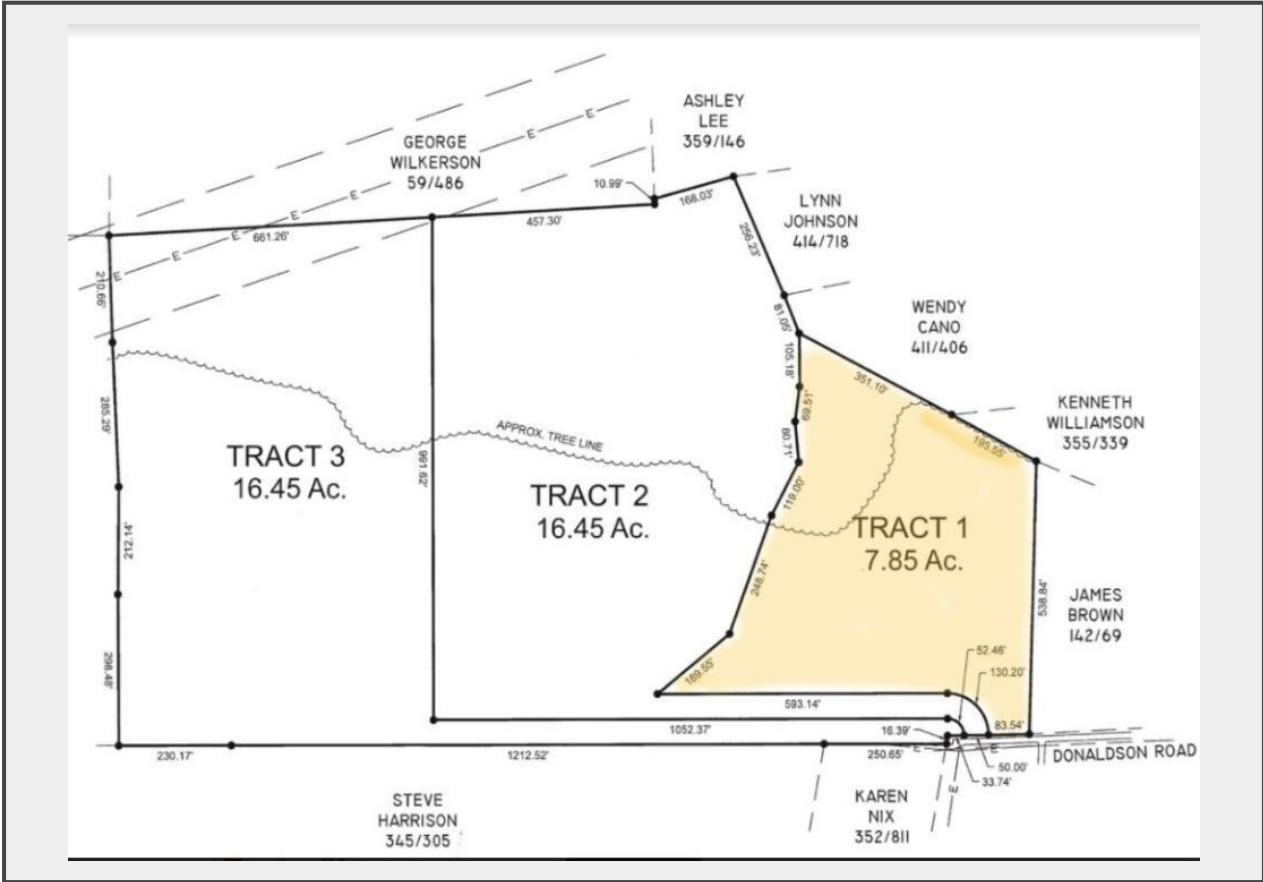 ASHLEY
LEE
359/146
GEORGE
WILKERSON
59/486
10.99'
168.03'
LYNN
JOHNSON
414/718
661.26'
457.30'
256.23'
E
E
E
E
E
E
E
210.66'
81.05'
WENDY
CANO
411/406
105.18'
351.10'
285.29'
69.51'
KENNETH
WILLIAMSON
355/339
APPROX. TREE LINE
80.71'
195.55'
TRACT 3
16.45 Ac.
991.62'
TRACT 2
16.45 Ac.
119.00'
TRACT 1
7.85 Ac.
212.14'
248.74'
538.84'
JAMES
BROWN
142/69
298.48'
189.55'
52.46'
130.20'
593.14'
83.54'
1052.37'
16.39'
230.17'
1212.52'
250.65'
E
E
DONALDSON ROAD
50.00'
33.74'
E
STEVE
HARRISON
345/305
KAREN
NIX
352/811